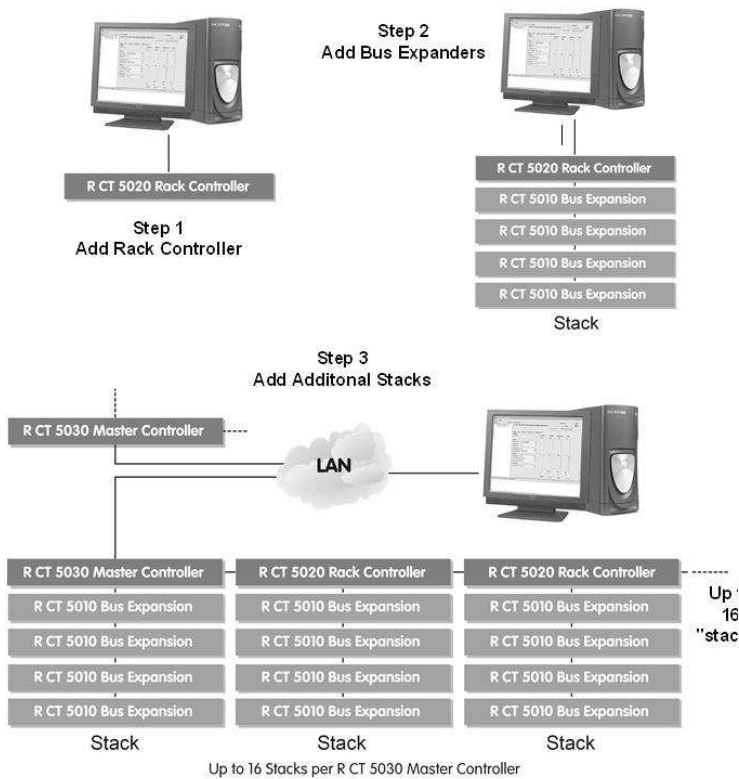 Step 2
Add Bus Expanders
R CT 5020 Rack Controller
Step 1
Add Rack Controller
R CT 5020 Rack Controller
R CT 5010 Bus Expansion
R CT 5010 Bus Expansion
R CT 5010 Bus Expansion
R CT 5010 Bus Expansion
Stack
Step 3
Add Additonal Stacks
R CT 5030 Master Controller
LAN
R CT 5030 Master Controller
R CT 5010 Bus Expansion
R CT 5010 Bus Expansion
R CT 5010 Bus Expansion
R CT 5010 Bus Expansion
Stack
R CT 5020 Rack Controller
R CT 5010 Bus Expansion
R CT 5010 Bus Expansion
R CT 5010 Bus Expansion
R CT 5010 Bus Expansion
Stack
R CT 5020 Rack Controller
R CT 5010 Bus Expansion
R CT 5010 Bus Expansion
R CT 5010 Bus Expansion
R CT 5010 Bus Expansion
Stack
Up
16
"stac
Up to 16 Stacks per R CT 5030 Master Controller